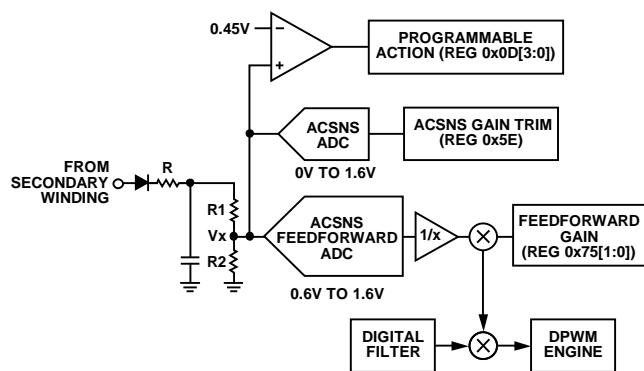 0.45V
−
+
PROGRAMMABLE
ACTION (REG 0x0D[3:0])
ACSNS
ADC
0V TO 1.6V
ACSNS GAIN TRIM
(REG 0x5E)
FROM
SECONDARY
WINDING
R
R1
Vx
R2
ACSNS
FEEDFORWARD
ADC
0.6V TO 1.6V
1/x
×
FEEDFORWARD
GAIN
(REG 0x75[1:0])
DIGITAL
FILTER
×
DPWM
ENGINE